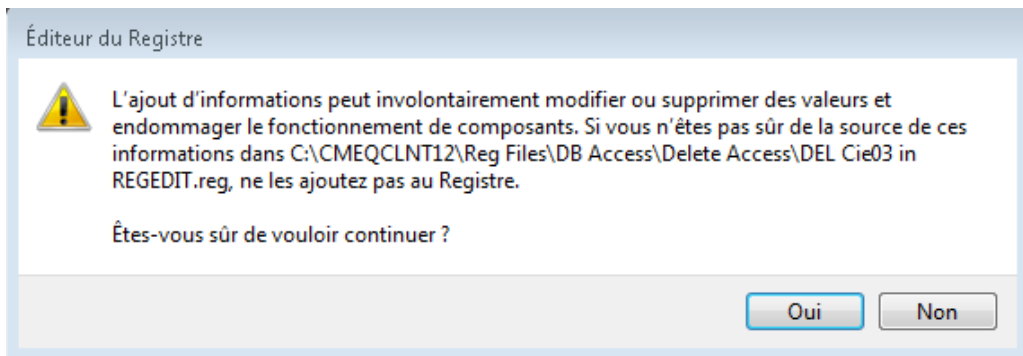 Éditeur du Registre
L'ajout d'informations peut involontairement modifier ou supprimer des valeurs et
endommager le fonctionnement de composants. Si vous n'êtes pas sûr de la source de ces
informations dans C:\CMEQCLNT12\Reg Files\DB Access\Delete Access\DEL Cie03 in
REGEDIT.reg, ne les ajoutez pas au Registre.
Êtes-vous sûr de vouloir continuer ?
Oui
Non